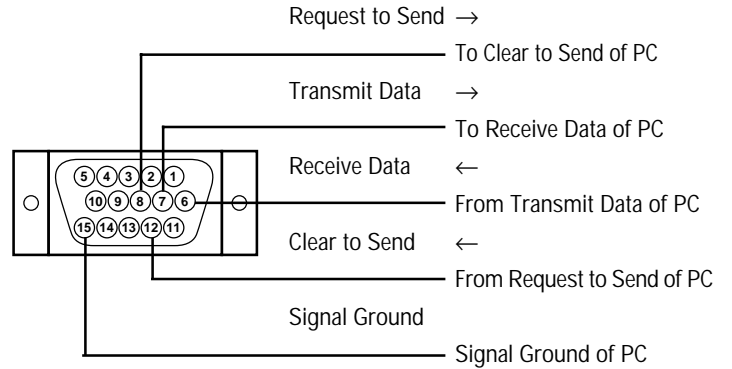 Request to Send →
To Clear to Send of PC
Transmit Data →
To Receive Data of PC
Receive Data ←
From Transmit Data of PC
Clear to Send ←
From Request to Send of PC
Signal Ground
Signal Ground of PC
5 4 3 2 1
10 9 8 7 6
15 14 13 12 11